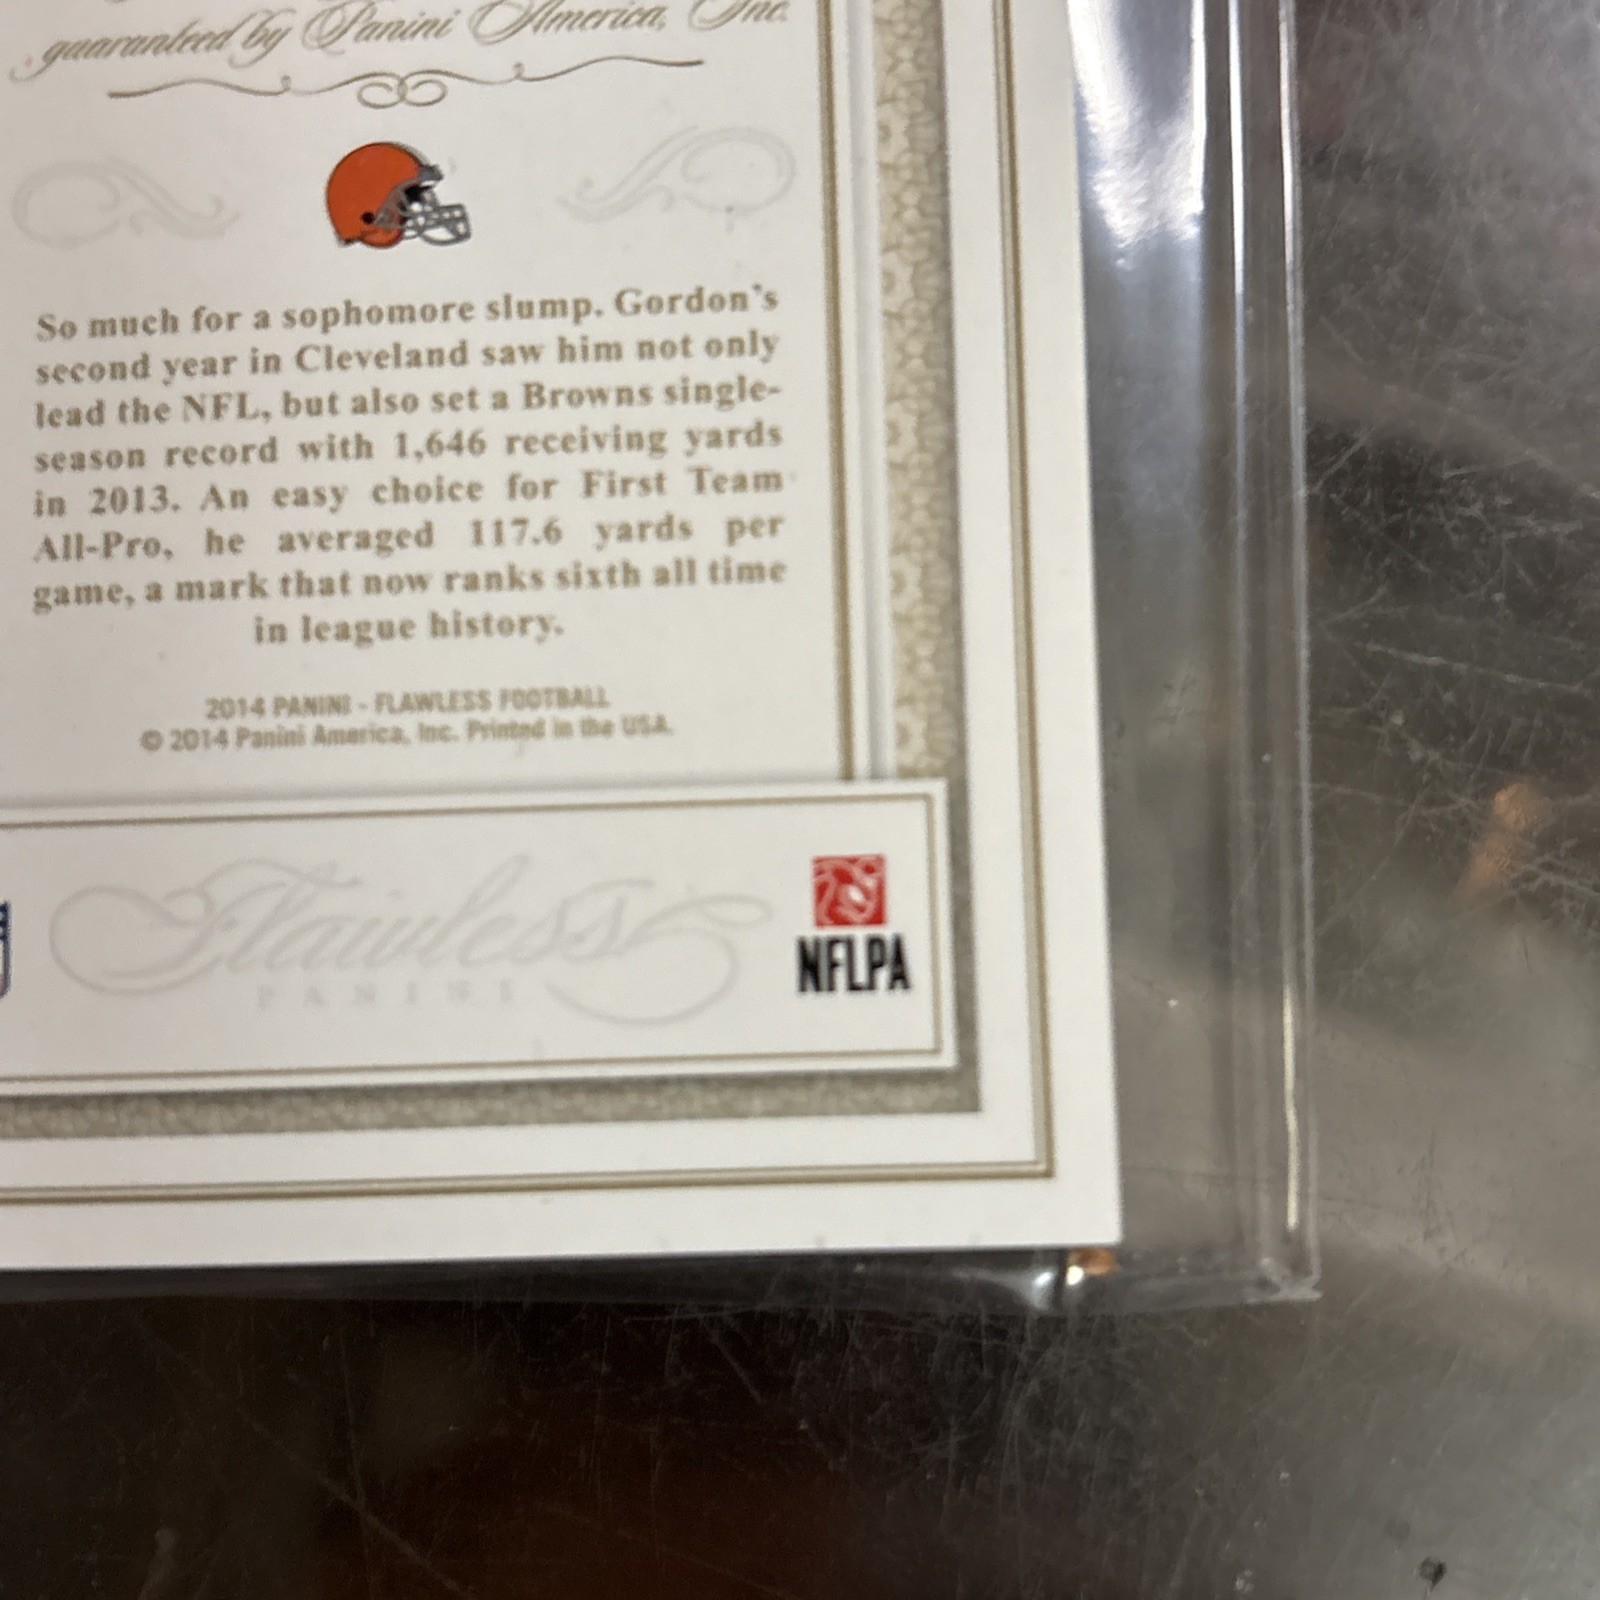 guaranteed by Panini America, Inc.
So much for a sophomore slump. Gordon's
second year in Cleveland saw him not only
lead the NFL, but also set a Browns single-
season record with 1,646 receiving yards
in 2013. An easy choice for First Team
All-Pro, he averaged 117.6 yards per
game, a mark that now ranks sixth all time
in league history.
2014 PANINI - FLAWLESS FOOTBALL
© 2014 Panini America, Inc. Printed in the USA.
Flawless
PANINI
NFLPA